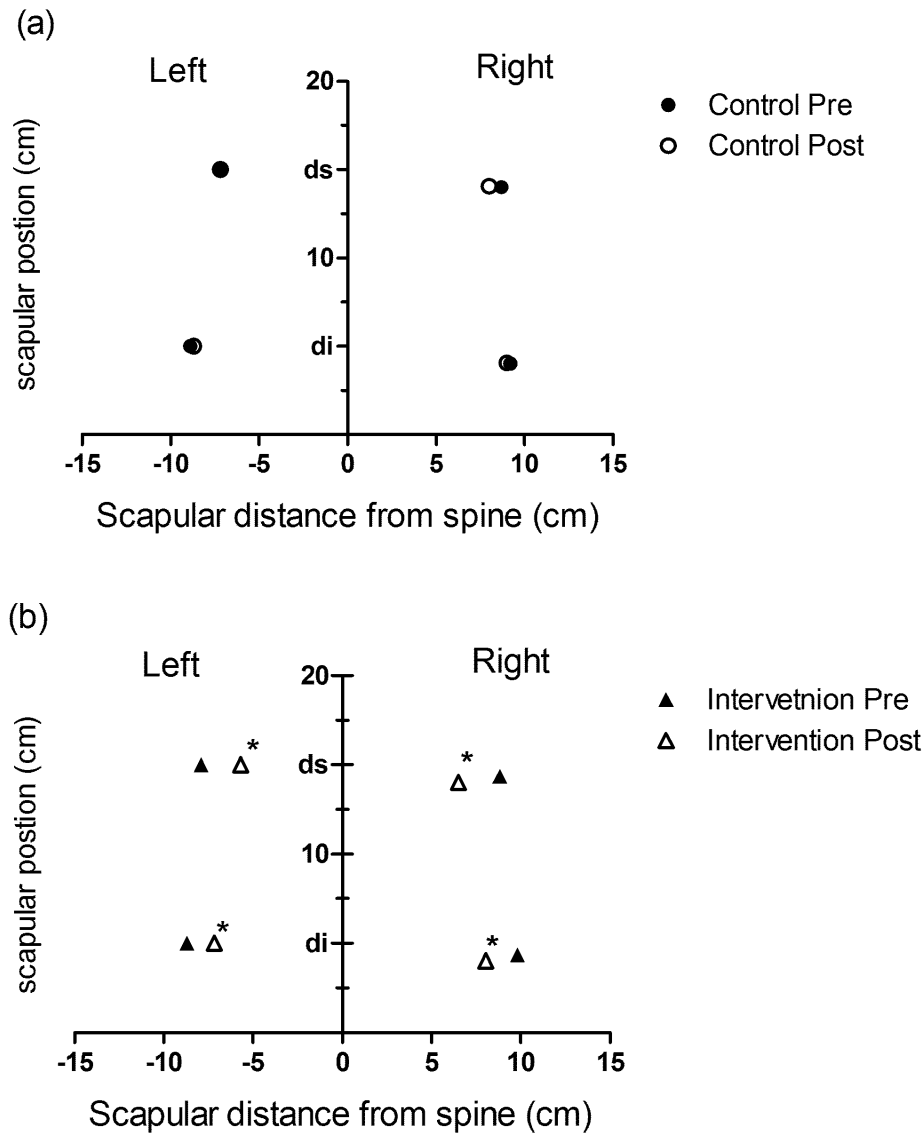 (a)
Left
Right
20
ds
10
di
scapular postion (cm)
-15 -10 -5 0 5 10 15
Scapular distance from spine (cm)
Control Pre
Control Post
(b)
Left
Right
20
ds
10
di
scapular postion (cm)
* * * *
-15 -10 -5 0 5 10 15
Scapular distance from spine (cm)
Intervetnion Pre
Intervention Post